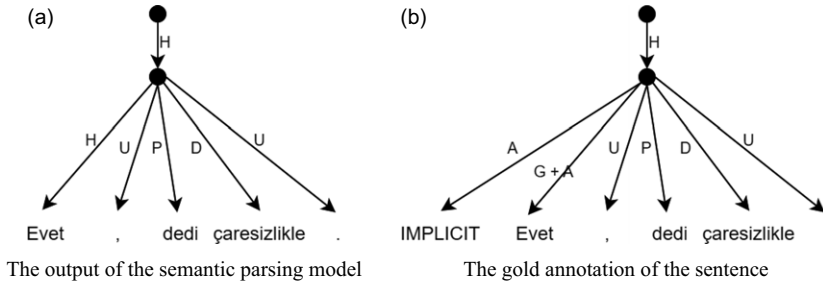 (a)
(b)
H
H
H
U
P
D
U
A
G + A
U
P
D
U
Evet , dedi çaresizlikle .
IMPLICIT Evet , dedi çaresizlikle
The output of the semantic parsing model
The gold annotation of the sentence